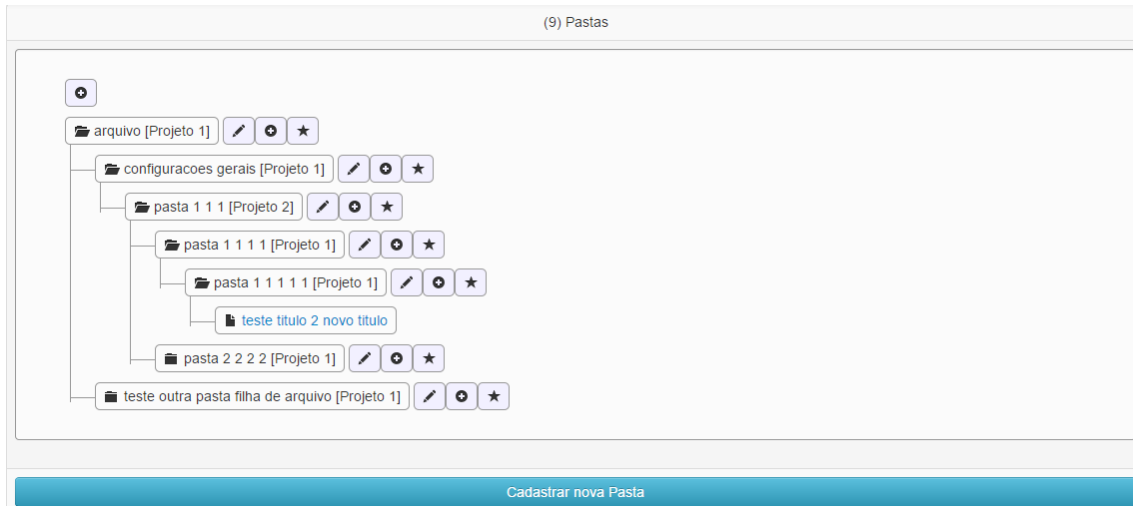 (9) Pastas
arquivo [Projeto 1]
configuracoes gerais [Projeto 1]
pasta 1 1 1 [Projeto 2]
pasta 1 1 1 1 [Projeto 1]
pasta 1 1 1 1 1 [Projeto 1]
teste titulo 2 novo titulo
pasta 2 2 2 2 [Projeto 1]
teste outra pasta filha de arquivo [Projeto 1]
Cadastrar nova Pasta